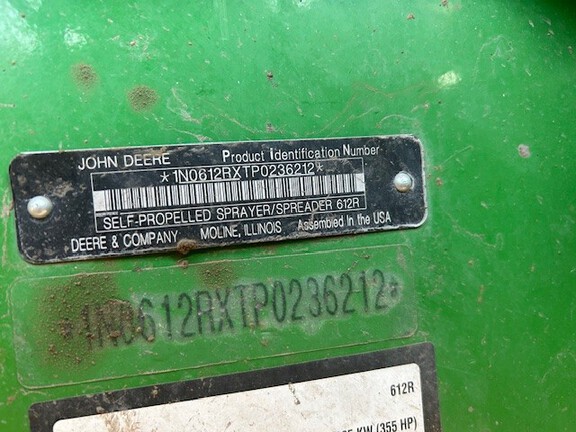 JOHN DEERE Product Identification Number
*1N0612RXTP0236212*
SELF-PROPELLED SPRAYER/SPREADER 612R
DEERE & COMPANY MOLINE, ILLINOIS Assembled in the USA
*1N0612RXTP0236212*
612R
KW (355 HP)